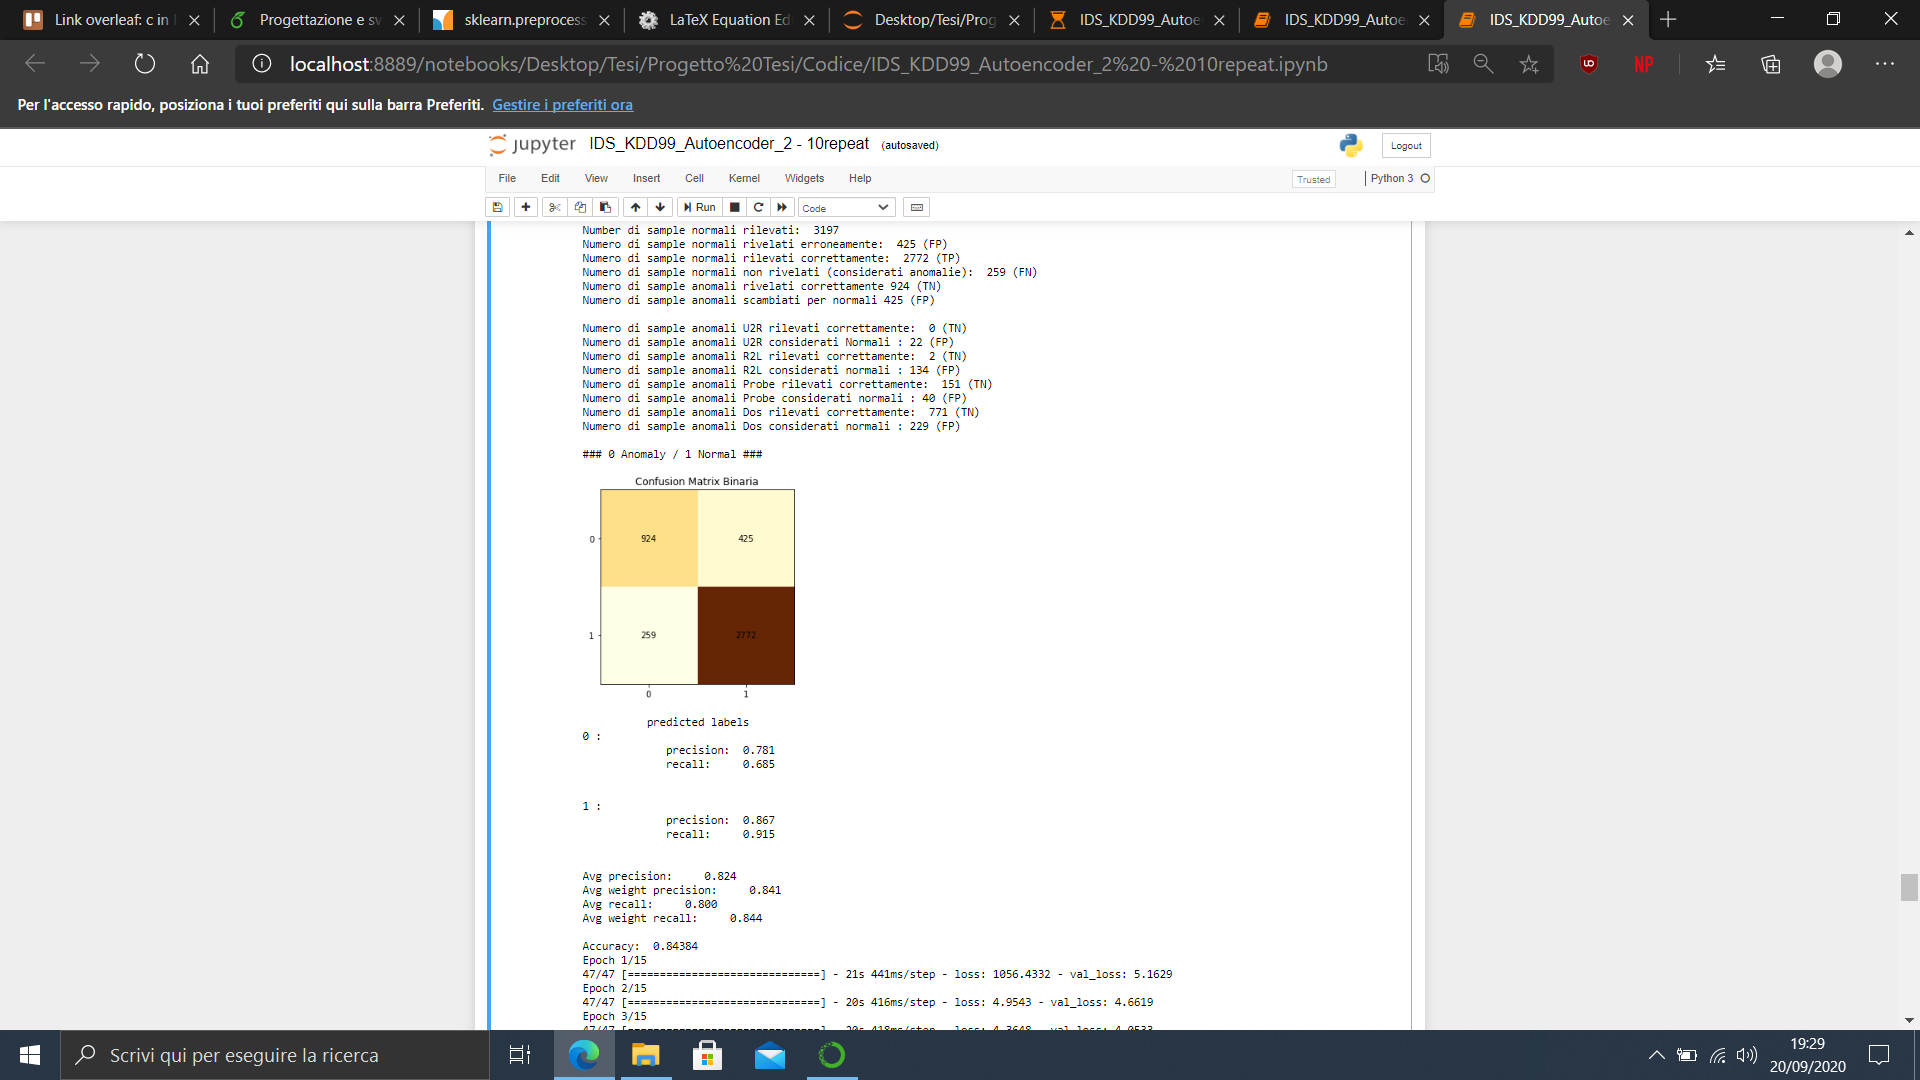 Link overleaf: c in
Progettazione e sv
sklearn.preprocess
LaTeX Equation Ed
Desktop/Tesi/Prog
IDS_KDD99_Autoe
IDS_KDD99_Autoe
IDS_KDD99_Autoe
localhost:8889/notebooks/Desktop/Tesi/Progetto%20Tesi/Codice/IDS_KDD99_Autoencoder_2%20-%2010repeat.ipynb
NP
Per l'accesso rapido, posiziona i tuoi preferiti qui sulla barra Preferiti. Gestire i preferiti ora
jupyter IDS_KDD99_Autoencoder_2 - 10repeat (autosaved)
Logout
File Edit View Insert Cell Kernel Widgets Help
Trusted
Python 3
Run
Code
Number di sample normali rilevati: 3197
Numero di sample normali rivelati erroneamente: 425 (FP)
Numero di sample normali rilevati correttamente: 2772 (TP)
Numero di sample normali non rivelati (considerati anomalie): 259 (FN)
Numero di sample anomali rivelati correttamente 924 (TN)
Numero di sample anomali scambiati per normali 425 (FP)
Numero di sample anomali U2R rilevati correttamente: 0 (TN)
Numero di sample anomali U2R considerati Normali : 22 (FP)
Numero di sample anomali R2L rilevati correttamente: 2 (TN)
Numero di sample anomali R2L considerati normali : 134 (FP)
Numero di sample anomali Probe rilevati correttamente: 151 (TN)
Numero di sample anomali Probe considerati normali : 40 (FP)
Numero di sample anomali Dos rilevati correttamente: 771 (TN)
Numero di sample anomali Dos considerati normali : 229 (FP)
### 0 Anomaly / 1 Normal ###
Confusion Matrix Binaria
0 924 425
1 259 2772
0 1
predicted labels
0 :
precision: 0.781
recall: 0.685
1 :
precision: 0.867
recall: 0.915
Avg precision: 0.824
Avg weight precision: 0.841
Avg recall: 0.800
Avg weight recall: 0.844
Accuracy: 0.84384
Epoch 1/15
47/47 [==============================] - 21s 441ms/step - loss: 1056.4332 - val_loss: 5.1629
Epoch 2/15
47/47 [==============================] - 20s 416ms/step - loss: 4.9543 - val_loss: 4.6619
Epoch 3/15
47/47 [==============================] - 20s 418ms/step - loss: 4.3648 - val_loss: 4.0533
Scrivi qui per eseguire la ricerca
19:29
20/09/2020